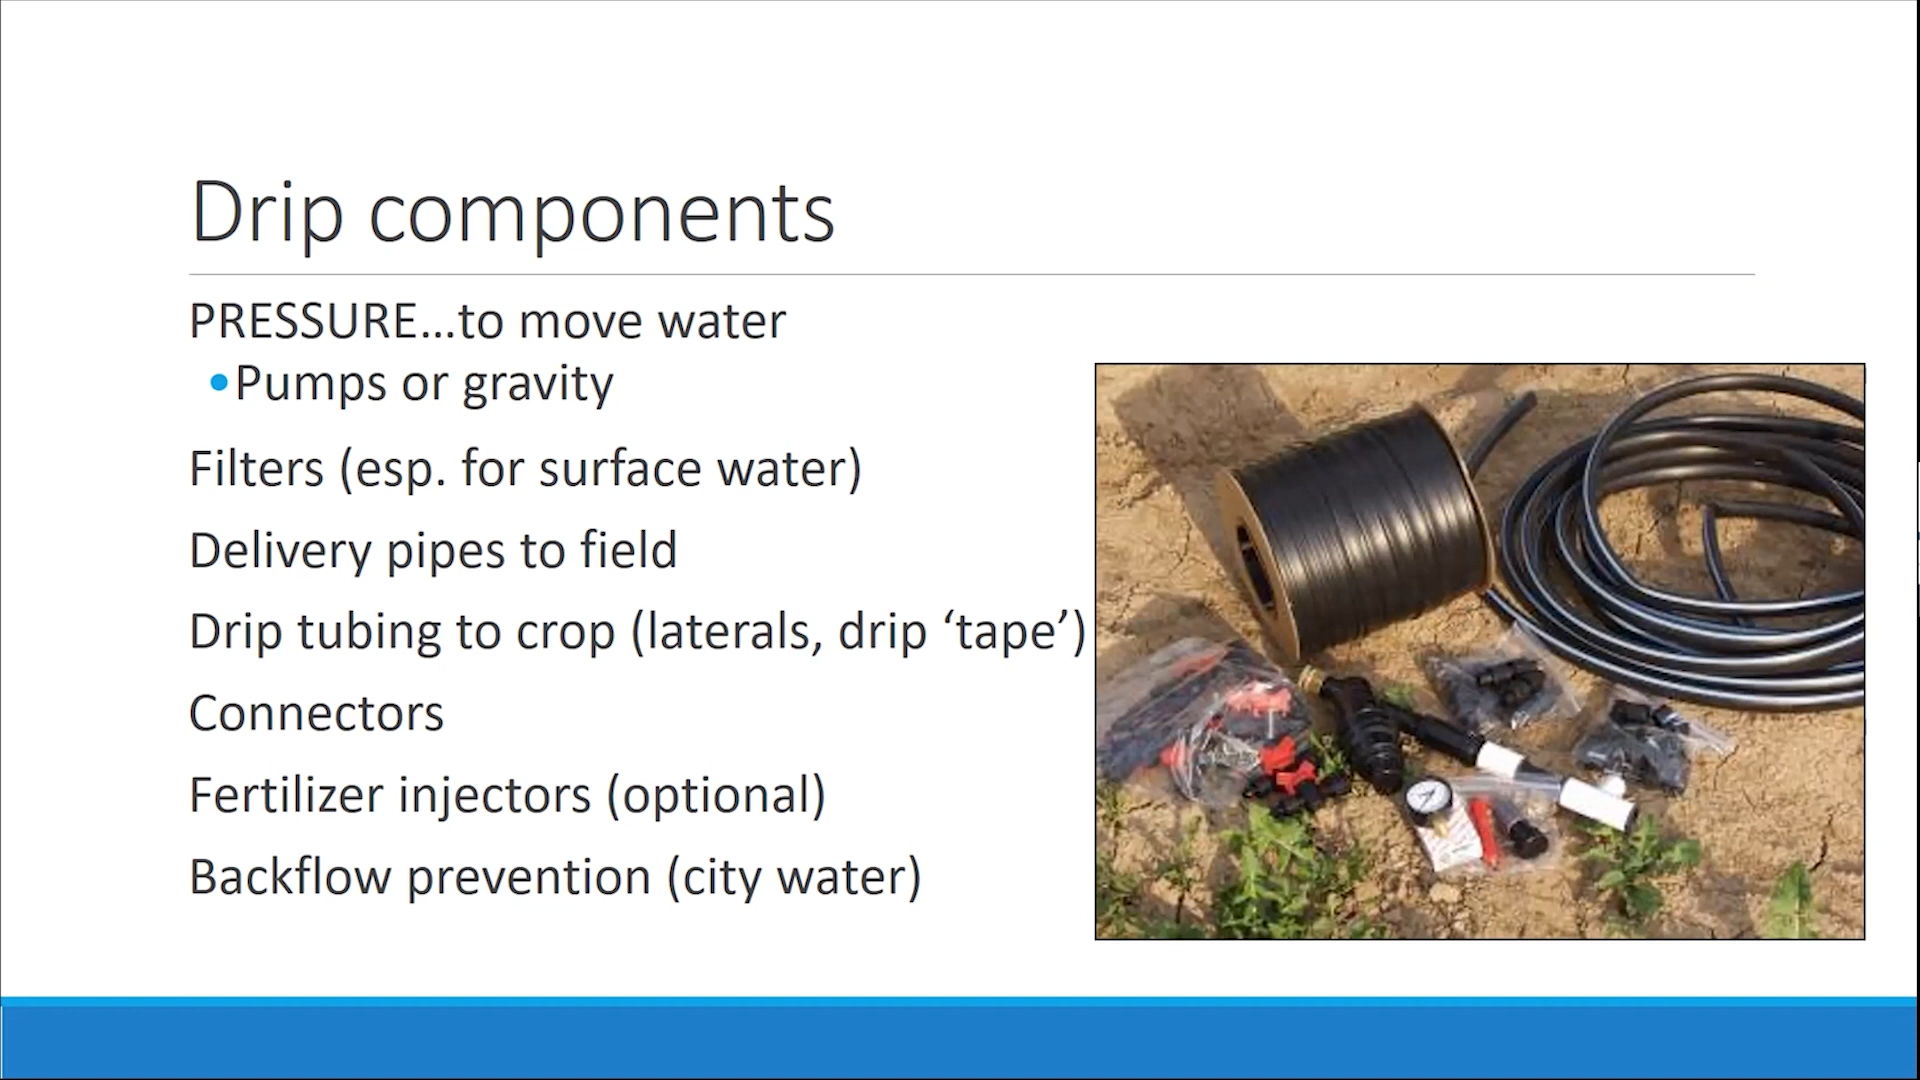 Drip components
PRESSURE…to move water
•Pumps or gravity
Filters (esp. for surface water)
Delivery pipes to field
Drip tubing to crop (laterals, drip ‘tape’)
Connectors
Fertilizer injectors (optional)
Backflow prevention (city water)